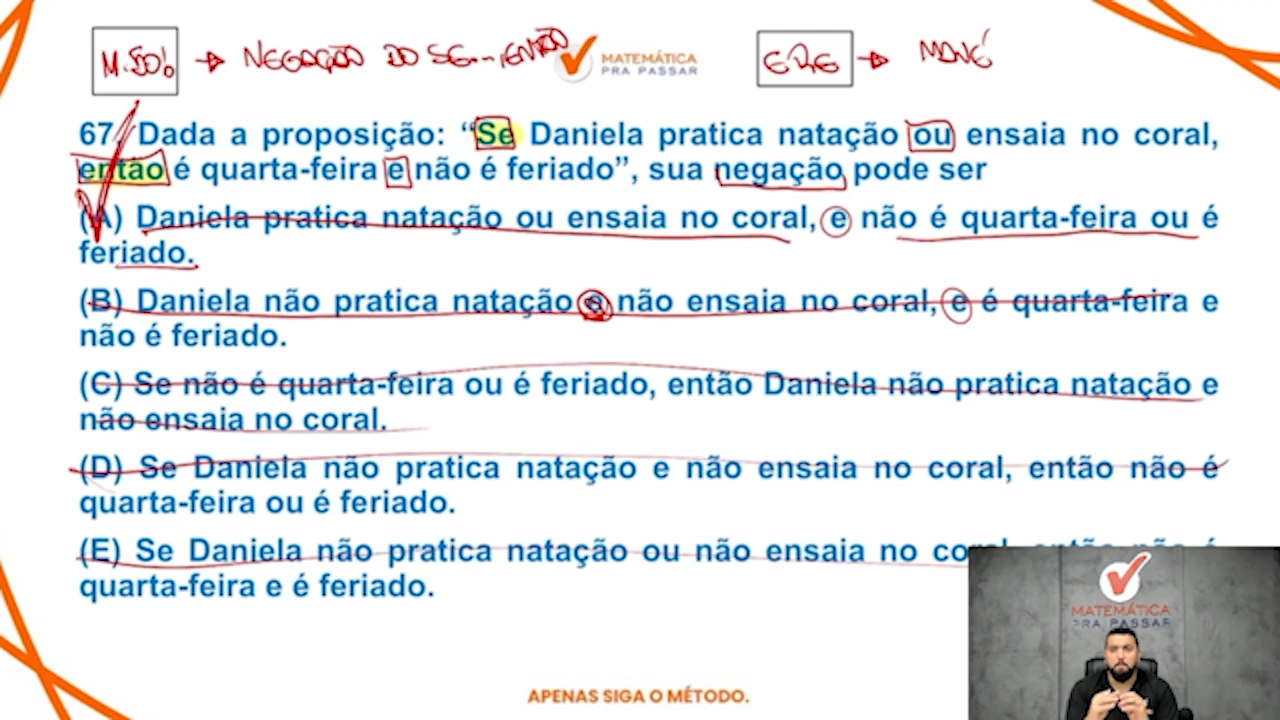 M.50% → NEGAÇÃO DO SE...ENTÃO
MATEMÁTICA
PRA PASSAR
→ MANÉ
67. Dada a proposição: “Se Daniela pratica natação ou ensaia no coral,
então é quarta-feira e não é feriado”, sua negação pode ser
(A) Daniela pratica natação ou ensaia no coral, e não é quarta-feira ou é
feriado.
(B) Daniela não pratica natação e não ensaia no coral, e é quarta-feira e
não é feriado.
(C) Se não é quarta-feira ou é feriado, então Daniela não pratica natação e
não ensaia no coral.
(D) Se Daniela não pratica natação e não ensaia no coral, então não é
quarta-feira ou é feriado.
(E) Se Daniela não pratica natação ou não ensaia no coral, então não é
quarta-feira e é feriado.
MATEMÁTICA
PRA PASSAR
APENAS SIGA O MÉTODO.